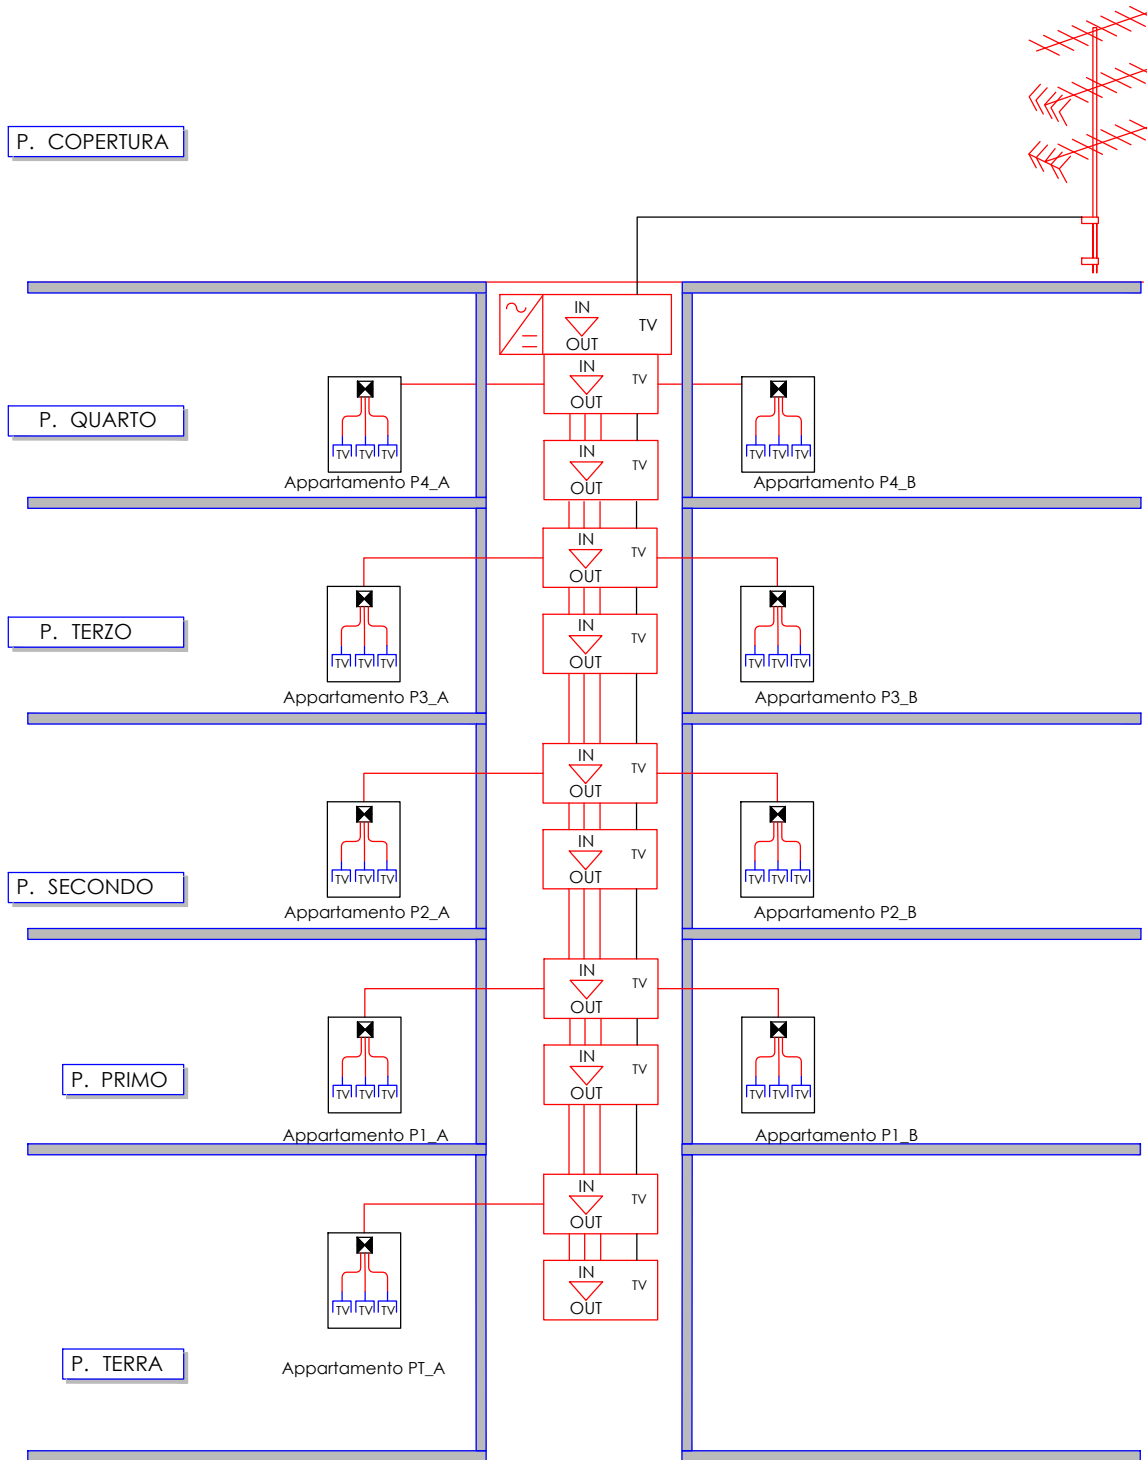 P. COPERTURA
IN
TV
OUT
IN
TV
OUT
P. QUARTO
TV TV TV
TV TV TV
IN
TV
OUT
Appartamento P4_A
Appartamento P4_B
IN
TV
OUT
P. TERZO
IN
TV
OUT
TV TV TV
TV TV TV
Appartamento P3_A
Appartamento P3_B
IN
TV
OUT
IN
TV
OUT
P. SECONDO
TV TV TV
TV TV TV
Appartamento P2_A
Appartamento P2_B
IN
TV
OUT
P. PRIMO
IN
TV
OUT
TV TV TV
TV TV TV
Appartamento P1_A
Appartamento P1_B
IN
TV
OUT
IN
TV
OUT
TV TV TV
P. TERRA
Appartamento PT_A